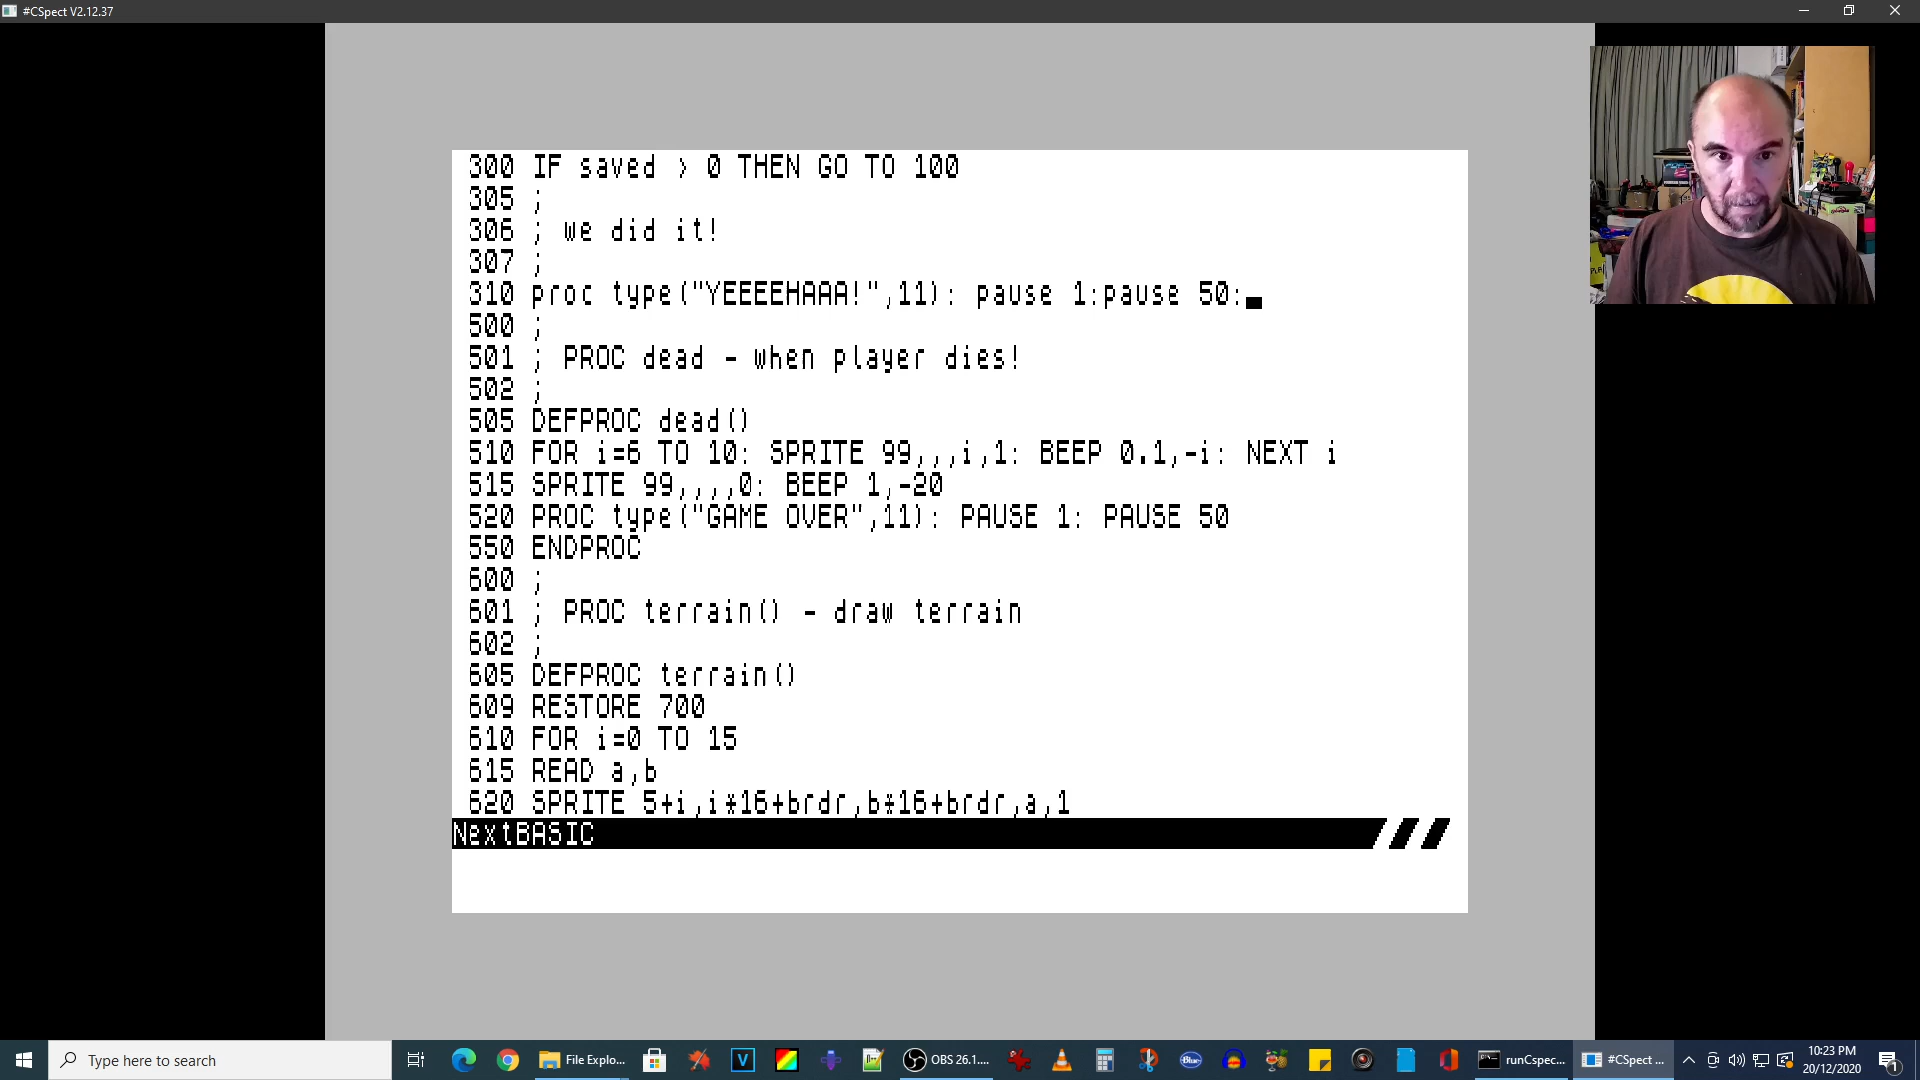 #CSpect V2.12.37
300 IF saved > 0 THEN GO TO 100
305 ;
306 ; we did it!
307 ;
310 proc type("YEEEEHAAA!",11): pause 1:pause 50:
500 ;
501 ; PROC dead - when player dies!
502 ;
505 DEFPROC dead()
510 FOR i=6 TO 10: SPRITE 99,,,i,1: BEEP 0.1,-i: NEXT i
515 SPRITE 99,,,,0: BEEP 1,-20
520 PROC type("GAME OVER",11): PAUSE 1: PAUSE 50
550 ENDPROC
600 ;
601 ; PROC terrain() - draw terrain
602 ;
605 DEFPROC terrain()
609 RESTORE 700
610 FOR i=0 TO 15
615 READ a,b
620 SPRITE 5+i,i*16+brdr,b*16+brdr,a,1
NextBASIC
Type here to search
File Explo...
OBS 26.1....
runCspec...
#CSpect ...
10:23 PM
20/12/2020